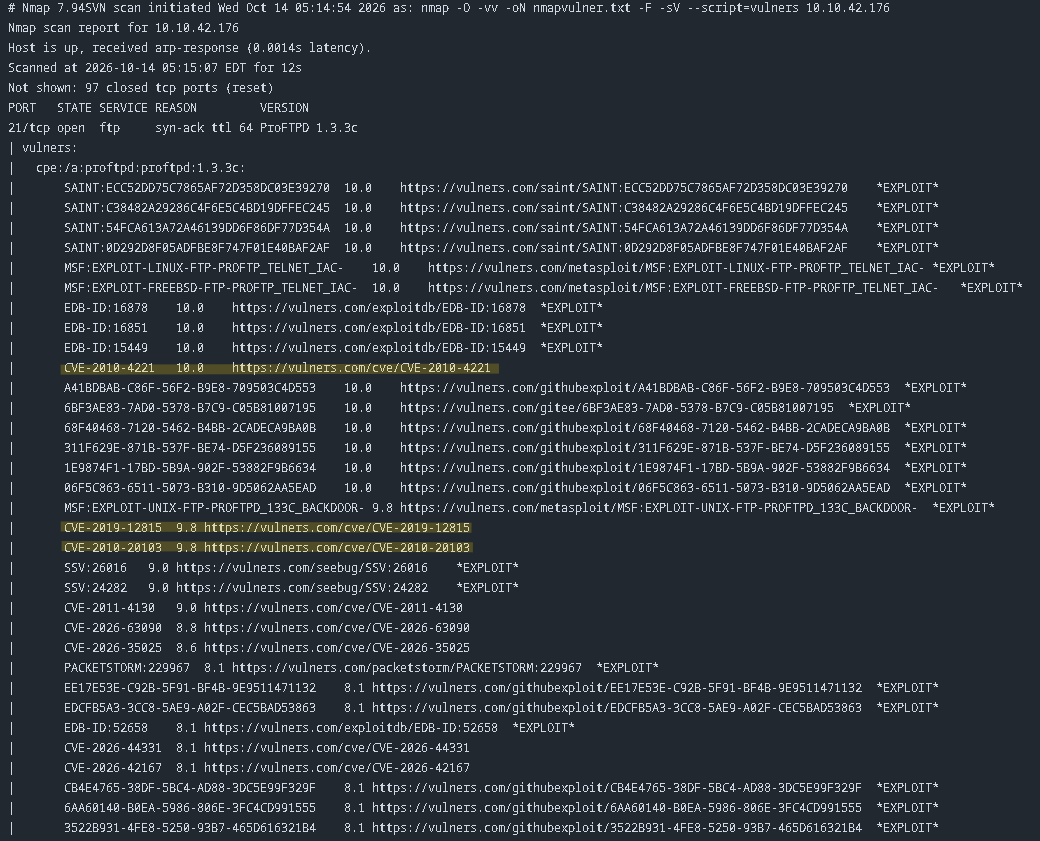 # Nmap 7.94SVN scan initiated Wed Oct 14 05:14:54 2026 as: nmap -O -vv -oN nmapvulner.txt -F -sV --script=vulners 10.10.42.176
Nmap scan report for 10.10.42.176
Host is up, received arp-response (0.0014s latency).
Scanned at 2026-10-14 05:15:07 EDT for 12s
Not shown: 97 closed tcp ports (reset)
PORT   STATE SERVICE REASON         VERSION
21/tcp open  ftp     syn-ack ttl 64 ProFTPD 1.3.3c
| vulners:
|   cpe:/a:proftpd:proftpd:1.3.3c:
|       SAINT:ECC52DD75C7865AF72D358DC03E39270  10.0    https://vulners.com/saint/SAINT:ECC52DD75C7865AF72D358DC03E39270    *EXPLOIT*
|       SAINT:C38482A29286C4F6E5C4BD19DFFEC245  10.0    https://vulners.com/saint/SAINT:C38482A29286C4F6E5C4BD19DFFEC245    *EXPLOIT*
|       SAINT:54FCA613A72A46139DD6F86DF77D354A  10.0    https://vulners.com/saint/SAINT:54FCA613A72A46139DD6F86DF77D354A    *EXPLOIT*
|       SAINT:0D292D8F05ADFBE8F747F01E40BAF2AF  10.0    https://vulners.com/saint/SAINT:0D292D8F05ADFBE8F747F01E40BAF2AF    *EXPLOIT*
|       MSF:EXPLOIT-LINUX-FTP-PROFTP_TELNET_IAC-    10.0    https://vulners.com/metasploit/MSF:EXPLOIT-LINUX-FTP-PROFTP_TELNET_IAC- *EXPLOIT*
|       MSF:EXPLOIT-FREEBSD-FTP-PROFTP_TELNET_IAC-  10.0    https://vulners.com/metasploit/MSF:EXPLOIT-FREEBSD-FTP-PROFTP_TELNET_IAC-   *EXPLOIT*
|       EDB-ID:16878    10.0    https://vulners.com/exploitdb/EDB-ID:16878  *EXPLOIT*
|       EDB-ID:16851    10.0    https://vulners.com/exploitdb/EDB-ID:16851  *EXPLOIT*
|       EDB-ID:15449    10.0    https://vulners.com/exploitdb/EDB-ID:15449  *EXPLOIT*
|       CVE-2010-4221   10.0    https://vulners.com/cve/CVE-2010-4221
|       A41BDBAB-C86F-56F2-B9E8-709503C4D553    10.0    https://vulners.com/githubexploit/A41BDBAB-C86F-56F2-B9E8-709503C4D553  *EXPLOIT*
|       6BF3AE83-7AD0-5378-B7C9-C05B81007195    10.0    https://vulners.com/gitee/6BF3AE83-7AD0-5378-B7C9-C05B81007195  *EXPLOIT*
|       68F40468-7120-5462-B4BB-2CADECA9BA0B    10.0    https://vulners.com/githubexploit/68F40468-7120-5462-B4BB-2CADECA9BA0B  *EXPLOIT*
|       311F629E-871B-537F-BE74-D5F236089155    10.0    https://vulners.com/githubexploit/311F629E-871B-537F-BE74-D5F236089155  *EXPLOIT*
|       1E9874F1-17BD-5B9A-902F-53882F9B6634    10.0    https://vulners.com/githubexploit/1E9874F1-17BD-5B9A-902F-53882F9B6634  *EXPLOIT*
|       06F5C863-6511-5073-B310-9D5062AA5EAD    10.0    https://vulners.com/githubexploit/06F5C863-6511-5073-B310-9D5062AA5EAD  *EXPLOIT*
|       MSF:EXPLOIT-UNIX-FTP-PROFTPD_133C_BACKDOOR- 9.8 https://vulners.com/metasploit/MSF:EXPLOIT-UNIX-FTP-PROFTPD_133C_BACKDOOR-  *EXPLOIT*
|       CVE-2019-12815  9.8 https://vulners.com/cve/CVE-2019-12815
|       CVE-2010-20103  9.8 https://vulners.com/cve/CVE-2010-20103
|       SSV:26016   9.0 https://vulners.com/seebug/SSV:26016    *EXPLOIT*
|       SSV:24282   9.0 https://vulners.com/seebug/SSV:24282    *EXPLOIT*
|       CVE-2011-4130   9.0 https://vulners.com/cve/CVE-2011-4130
|       CVE-2026-63090  8.8 https://vulners.com/cve/CVE-2026-63090
|       CVE-2026-35025  8.6 https://vulners.com/cve/CVE-2026-35025
|       PACKETSTORM:229967  8.1 https://vulners.com/packetstorm/PACKETSTORM:229967  *EXPLOIT*
|       EE17E53E-C92B-5F91-BF4B-9E9511471132    8.1 https://vulners.com/githubexploit/EE17E53E-C92B-5F91-BF4B-9E9511471132  *EXPLOIT*
|       EDCFB5A3-3CC8-5AE9-A02F-CEC5BAD53863    8.1 https://vulners.com/githubexploit/EDCFB5A3-3CC8-5AE9-A02F-CEC5BAD53863  *EXPLOIT*
|       EDB-ID:52658    8.1 https://vulners.com/exploitdb/EDB-ID:52658  *EXPLOIT*
|       CVE-2026-44331  8.1 https://vulners.com/cve/CVE-2026-44331
|       CVE-2026-42167  8.1 https://vulners.com/cve/CVE-2026-42167
|       CB4E4765-38DF-5BC4-AD88-3DC5E99F329F    8.1 https://vulners.com/githubexploit/CB4E4765-38DF-5BC4-AD88-3DC5E99F329F  *EXPLOIT*
|       6AA60140-B0EA-5986-806E-3FC4CD991555    8.1 https://vulners.com/githubexploit/6AA60140-B0EA-5986-806E-3FC4CD991555  *EXPLOIT*
|       3522B931-4FE8-5250-93B7-465D616321B4    8.1 https://vulners.com/githubexploit/3522B931-4FE8-5250-93B7-465D616321B4  *EXPLOIT*